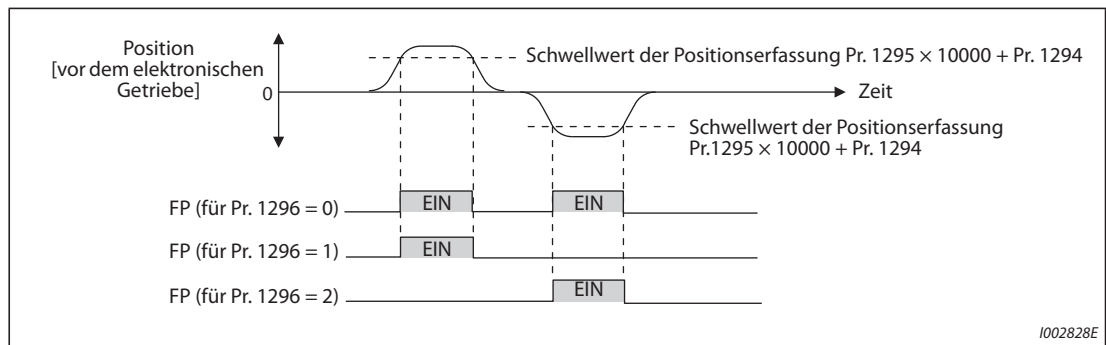 Position
[vor dem elektronischen
Getriebe]
0
Schwellwert der Positionserfassung Pr. 1295 × 10000 + Pr. 1294
Zeit
Schwellwert der Positionserfassung
Pr.1295 × 10000 + Pr. 1294
FP (für Pr. 1296 = 0) EIN EIN
FP (für Pr. 1296 = 1) EIN
FP (für Pr. 1296 = 2) EIN
I002828E